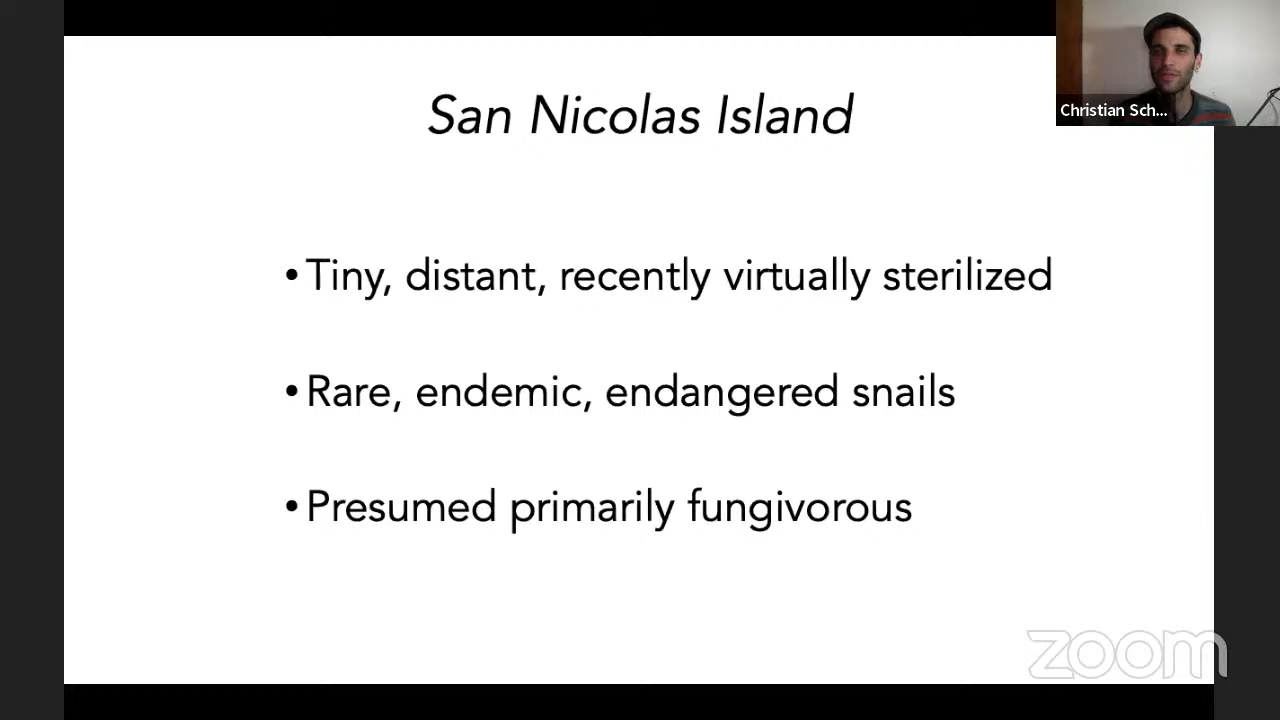 San Nicolas Island
Christian Sch...
• Tiny, distant, recently virtually sterilized
• Rare, endemic, endangered snails
• Presumed primarily fungivorous
zoom